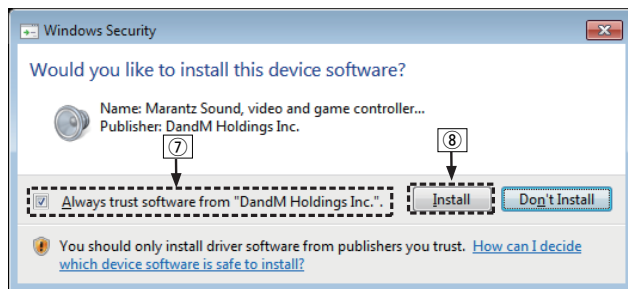 Windows Security
Would you like to install this device software?
Name: Marantz Sound, video and game controller...
Publisher: DandM Holdings Inc.
⑦
⑧
Always trust software from "DandM Holdings Inc.".
Install
Don't Install
You should only install driver software from publishers you trust. How can I decide
which device software is safe to install?